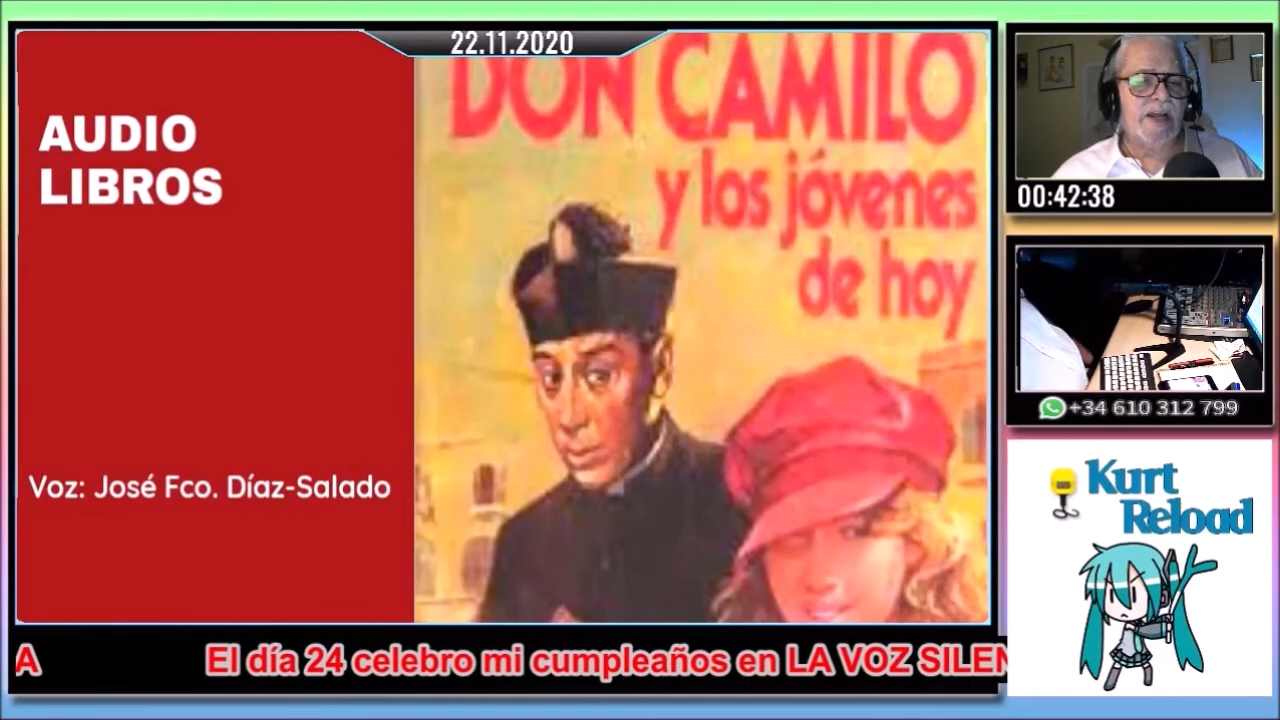 22.11.2020
AUDIO
LIBROS
DON CAMILO
y los jóvenes
de hoy
Voz: José Fco. Díaz-Salado
A
El día 24 celebro mi cumpleaños en LA VOZ SILEN
00:42:38
+34 610 312 799
Kurt
Reload